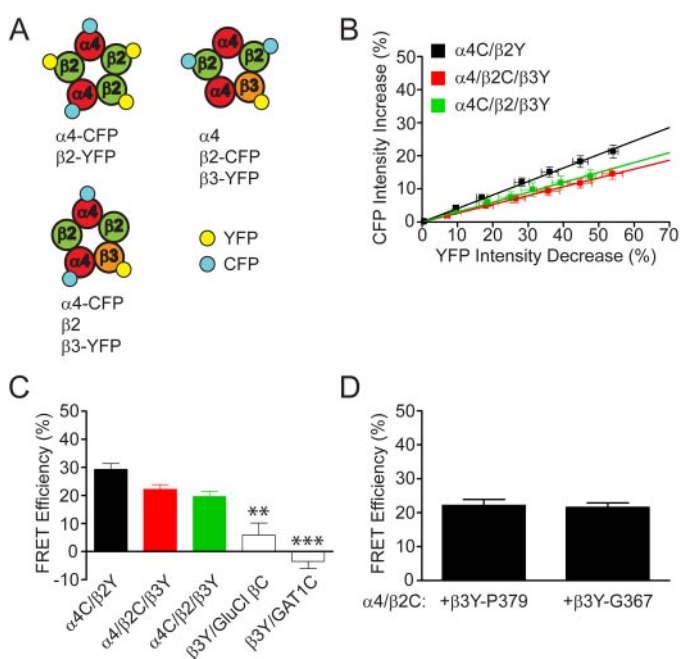 A
α4
β2
β2
α4
β2
α4-CFP
β2-YFP
α4
β2
β2
α4
β3
α4
β2-CFP
β3-YFP
α4
β2
β2
α4
β3
α4-CFP
β2
β3-YFP
YFP
CFP
B
α4C/β2Y
α4/β2C/β3Y
α4C/β2/β3Y
CFP Intensity Increase (%)
50
40
30
20
10
0
0 10 20 30 40 50 60 70
YFP Intensity Decrease (%)
C
FRET Efficiency (%)
50
40
30
20
10
0
-10
**
***
α4C/β2Y
α4/β2C/β3Y
α4C/β2/β3Y
β3Y/GluCl βC
β3Y/GAT1C
D
FRET Efficiency (%)
50
40
30
20
10
0
α4/β2C: +β3Y-P379 +β3Y-G367